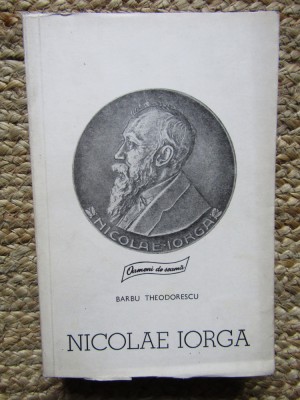 NICOLAE·IORGA
Oameni de seamă
BARBU THEODORESCU
NICOLAE IORGA